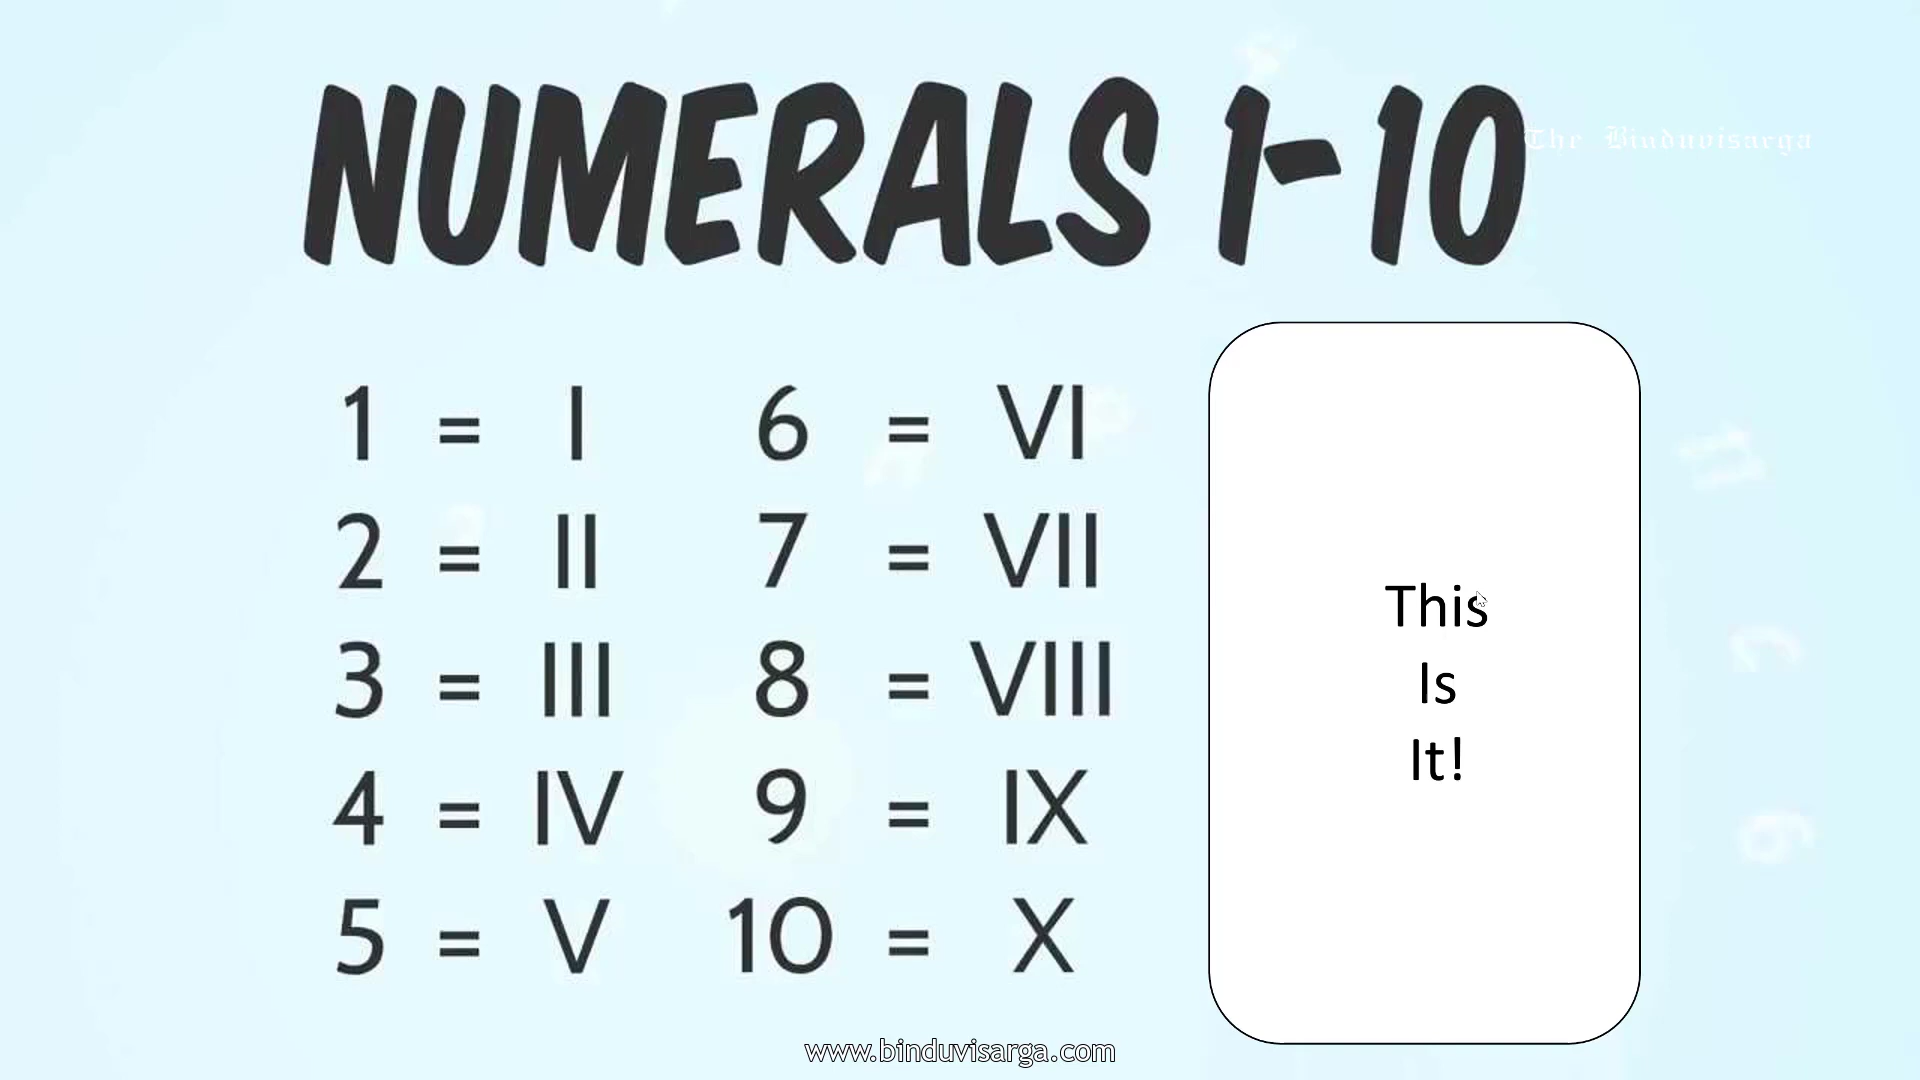 NUMERALS 1-10
The Binduvisarga
1 = I 6 = VI
2 = II 7 = VII
3 = III 8 = VIII
4 = IV 9 = IX
5 = V 10 = X
This
Is
It!
www.binduvisarga.com